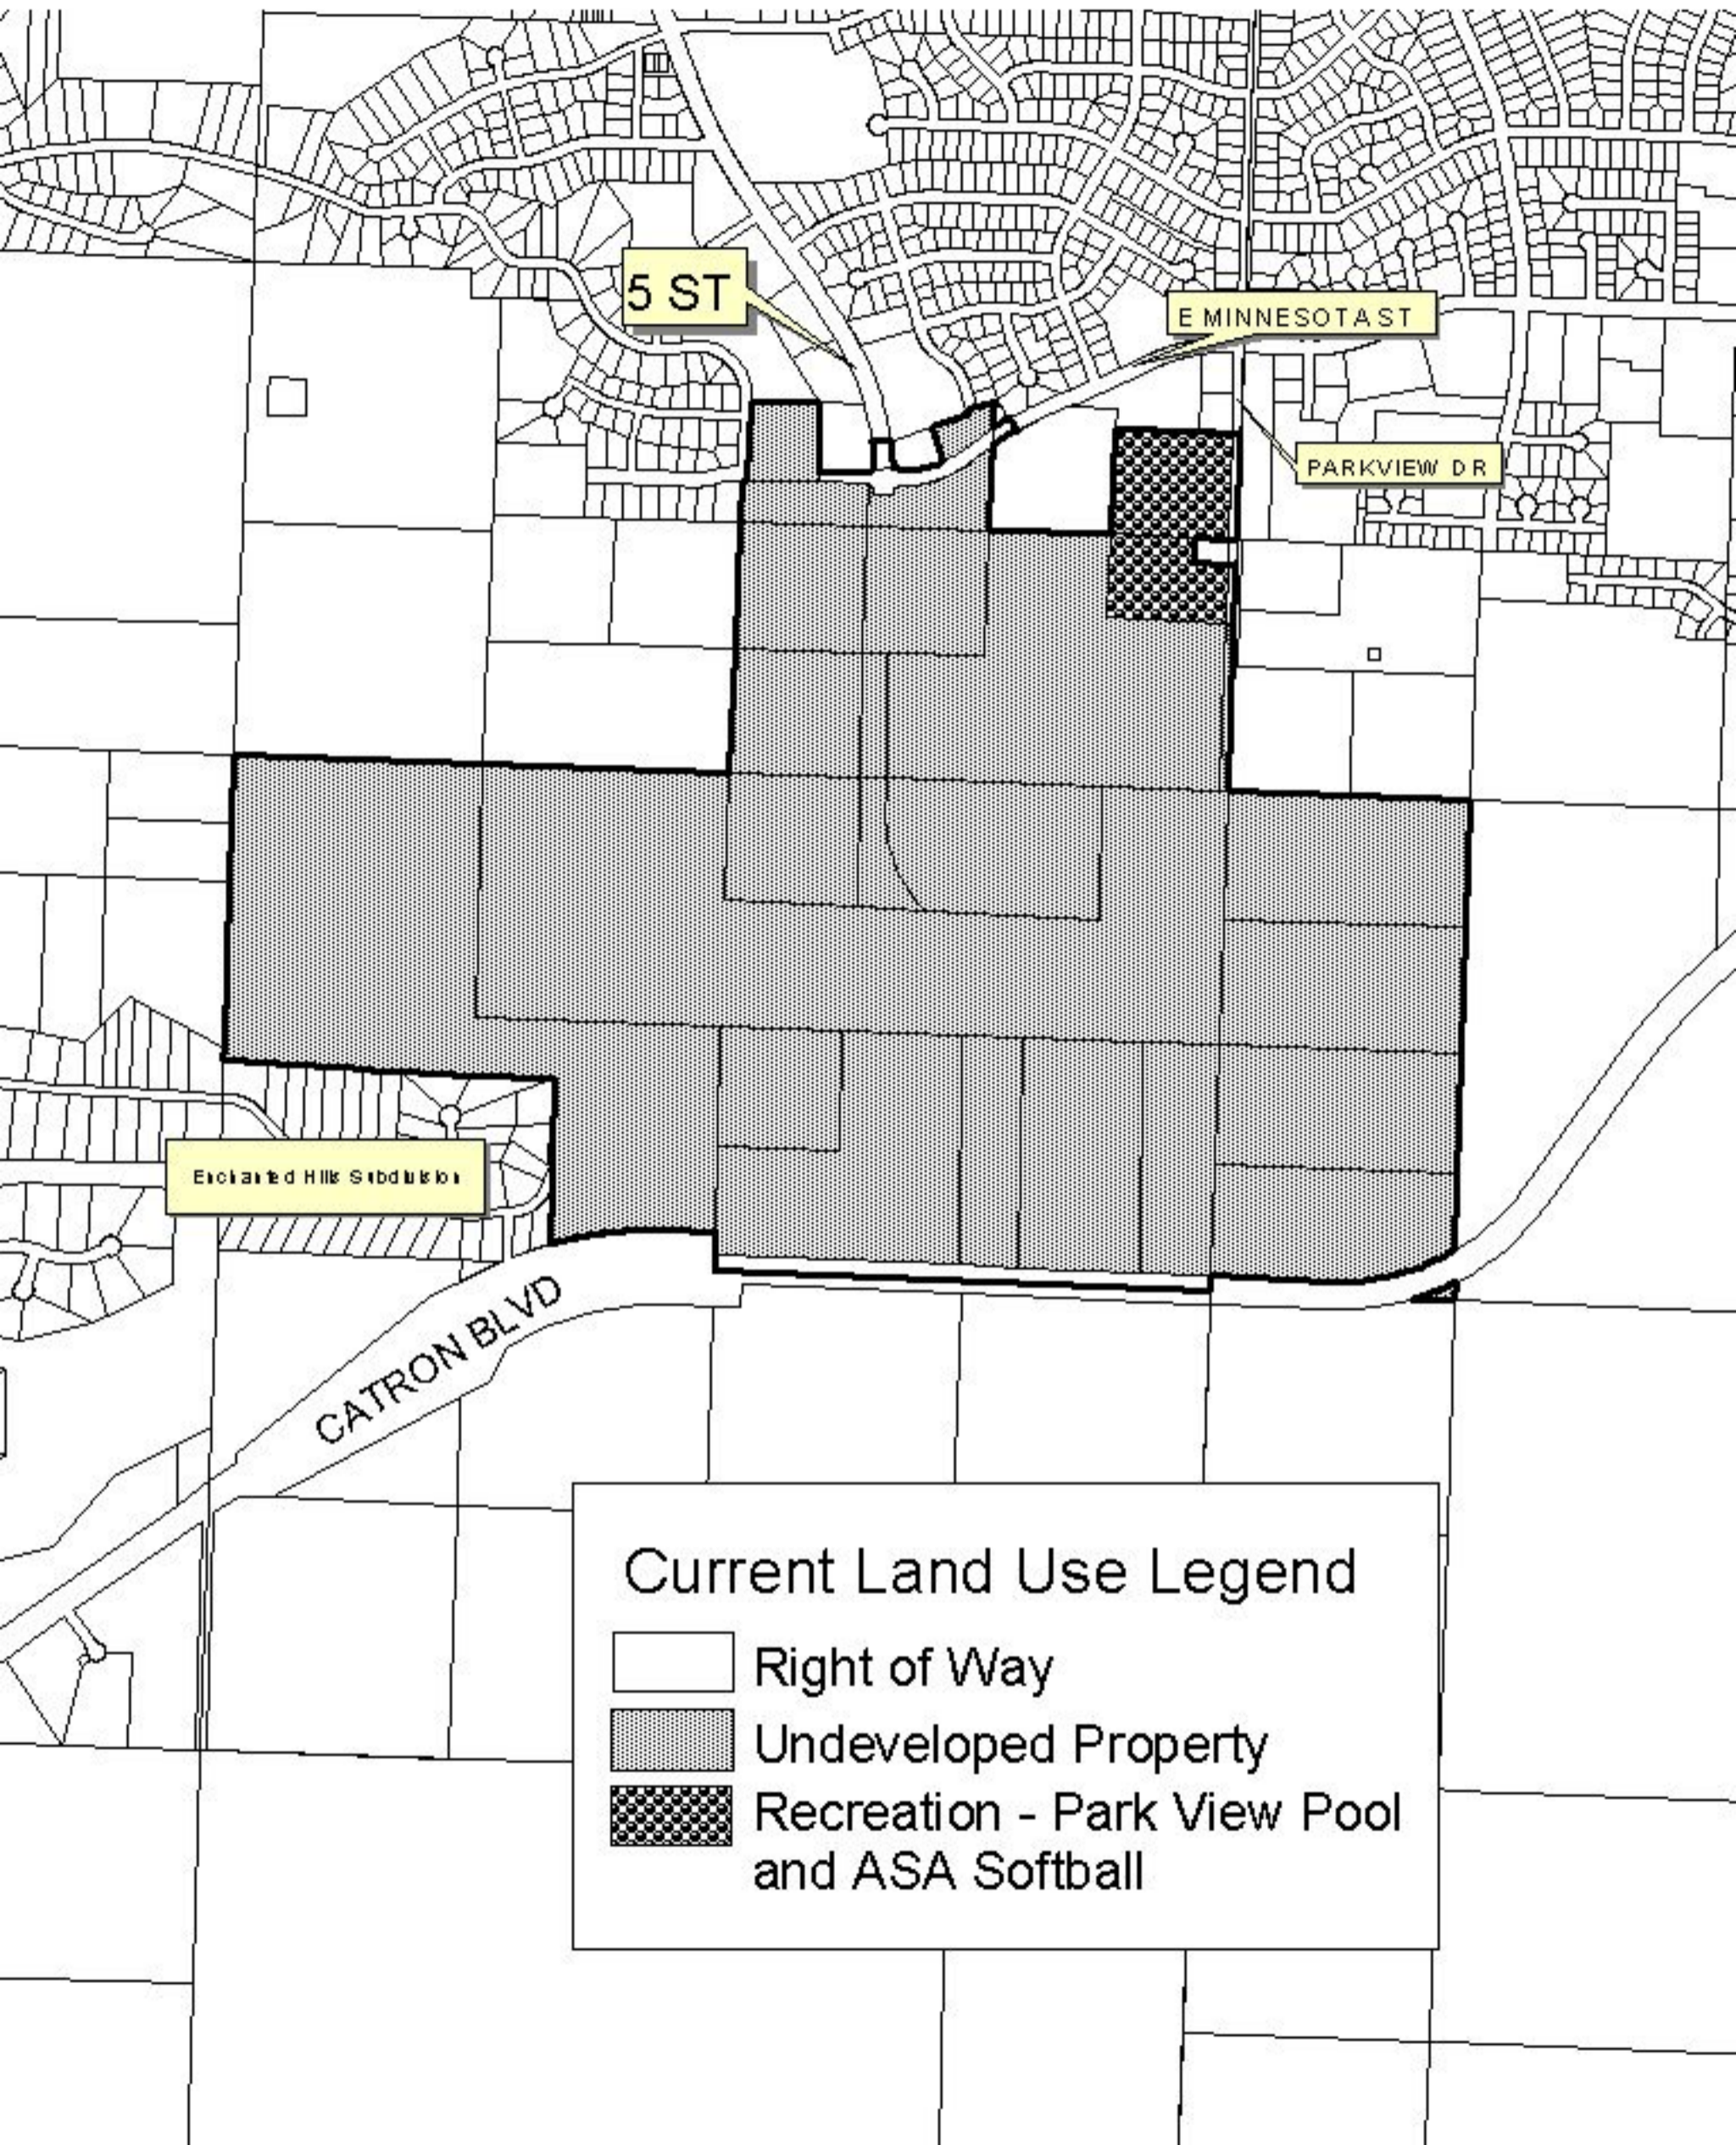 5 ST
E MINNESOTA ST
PARKVIEW DR
Enchanted Hills Subdivision
CATRON BLVD
Current Land Use Legend
Right of Way
Undeveloped Property
Recreation - Park View Pool
and ASA Softball